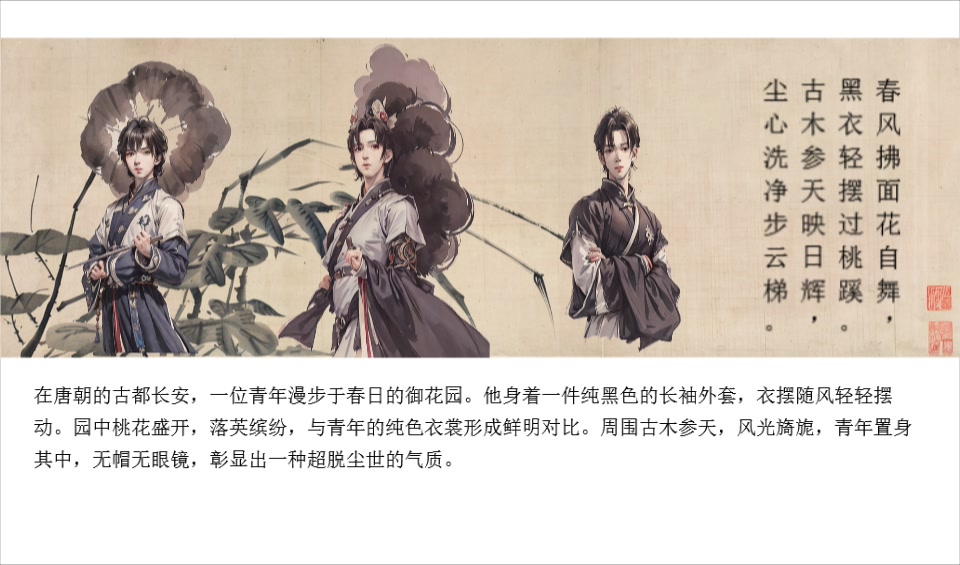 春风拂面花自舞，
黑衣轻摆过桃蹊。
古木参天映日辉，
尘心洗净步云梯。
在唐朝的古都长安，一位青年漫步于春日的御花园。他身着一件纯黑色的长袖外套，衣摆随风轻轻摆
动。园中桃花盛开，落英缤纷，与青年的纯色衣裳形成鲜明对比。周围古木参天，风光旖旎，青年置身
其中，无帽无眼镜，彰显出一种超脱尘世的气质。